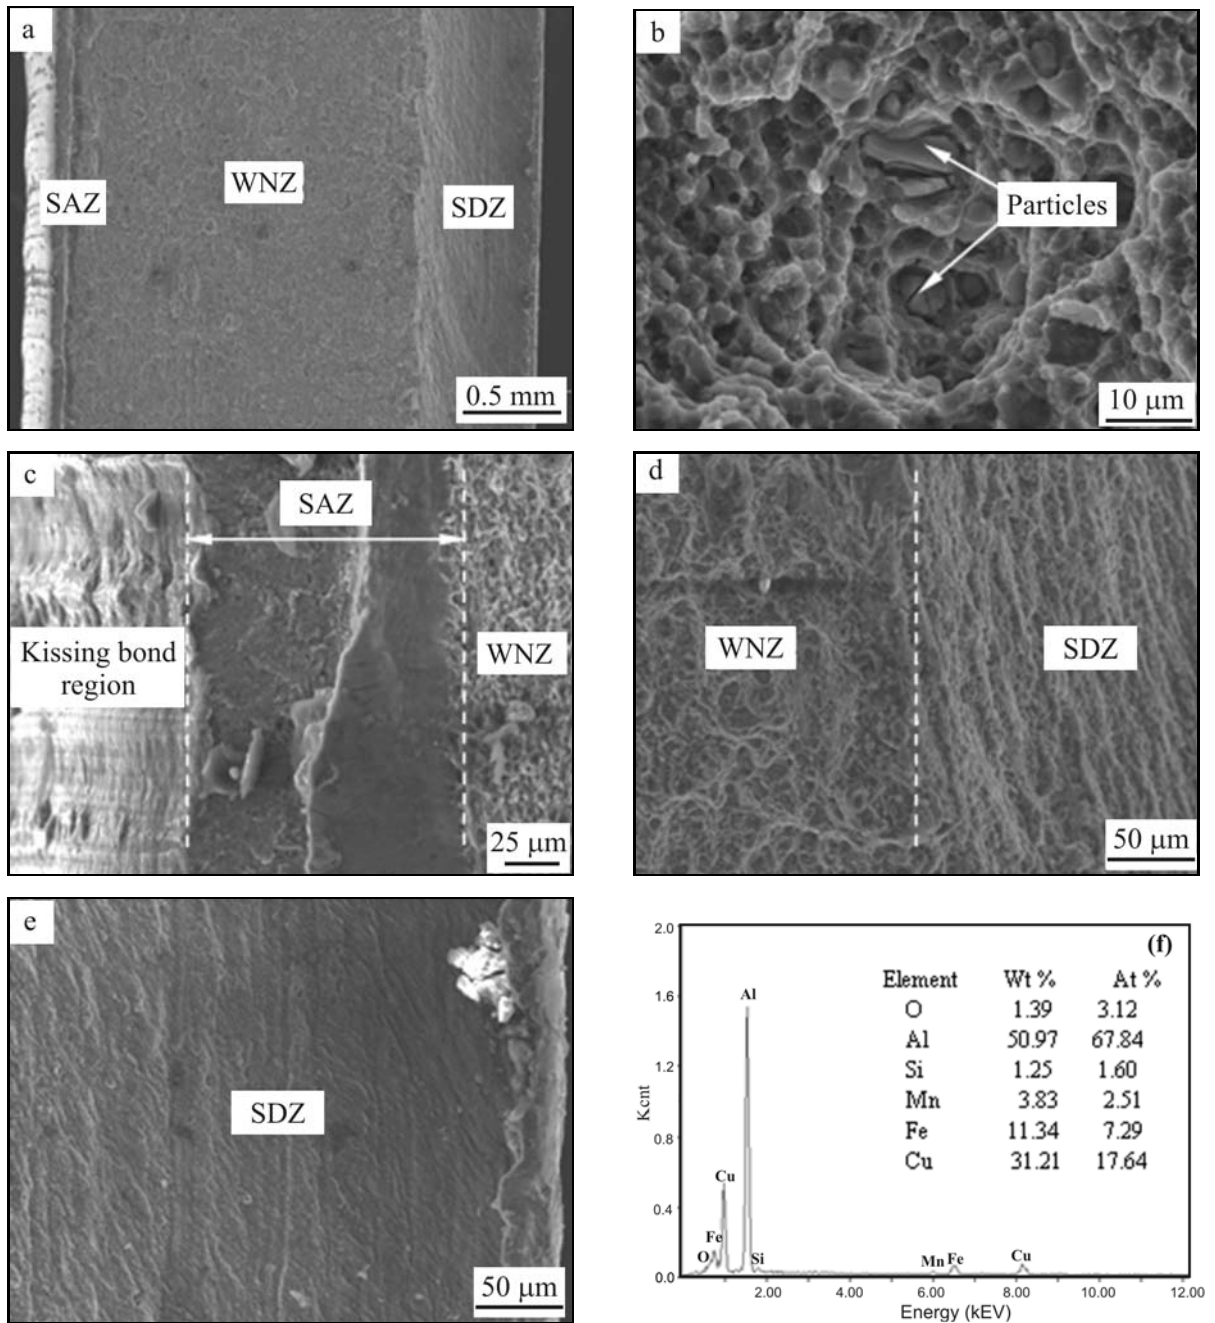 a
SAZ
WNZ
SDZ
0.5 mm
b
Particles
10 μm
c
SAZ
Kissing bond
region
WNZ
25 μm
d
WNZ
SDZ
50 μm
e
SDZ
50 μm
(f)
Element Wt % At %
O 1.39 3.12
Al 50.97 67.84
Si 1.25 1.60
Mn 3.83 2.51
Fe 11.34 7.29
Cu 31.21 17.64
2.0
1.6
1.2
0.8
0.4
0.0
Kcnt
Al
Cu
Fe
O
Si
Mn
Fe
Cu
2.00 4.00 6.00 8.00 10.00 12.00
Energy (kEV)